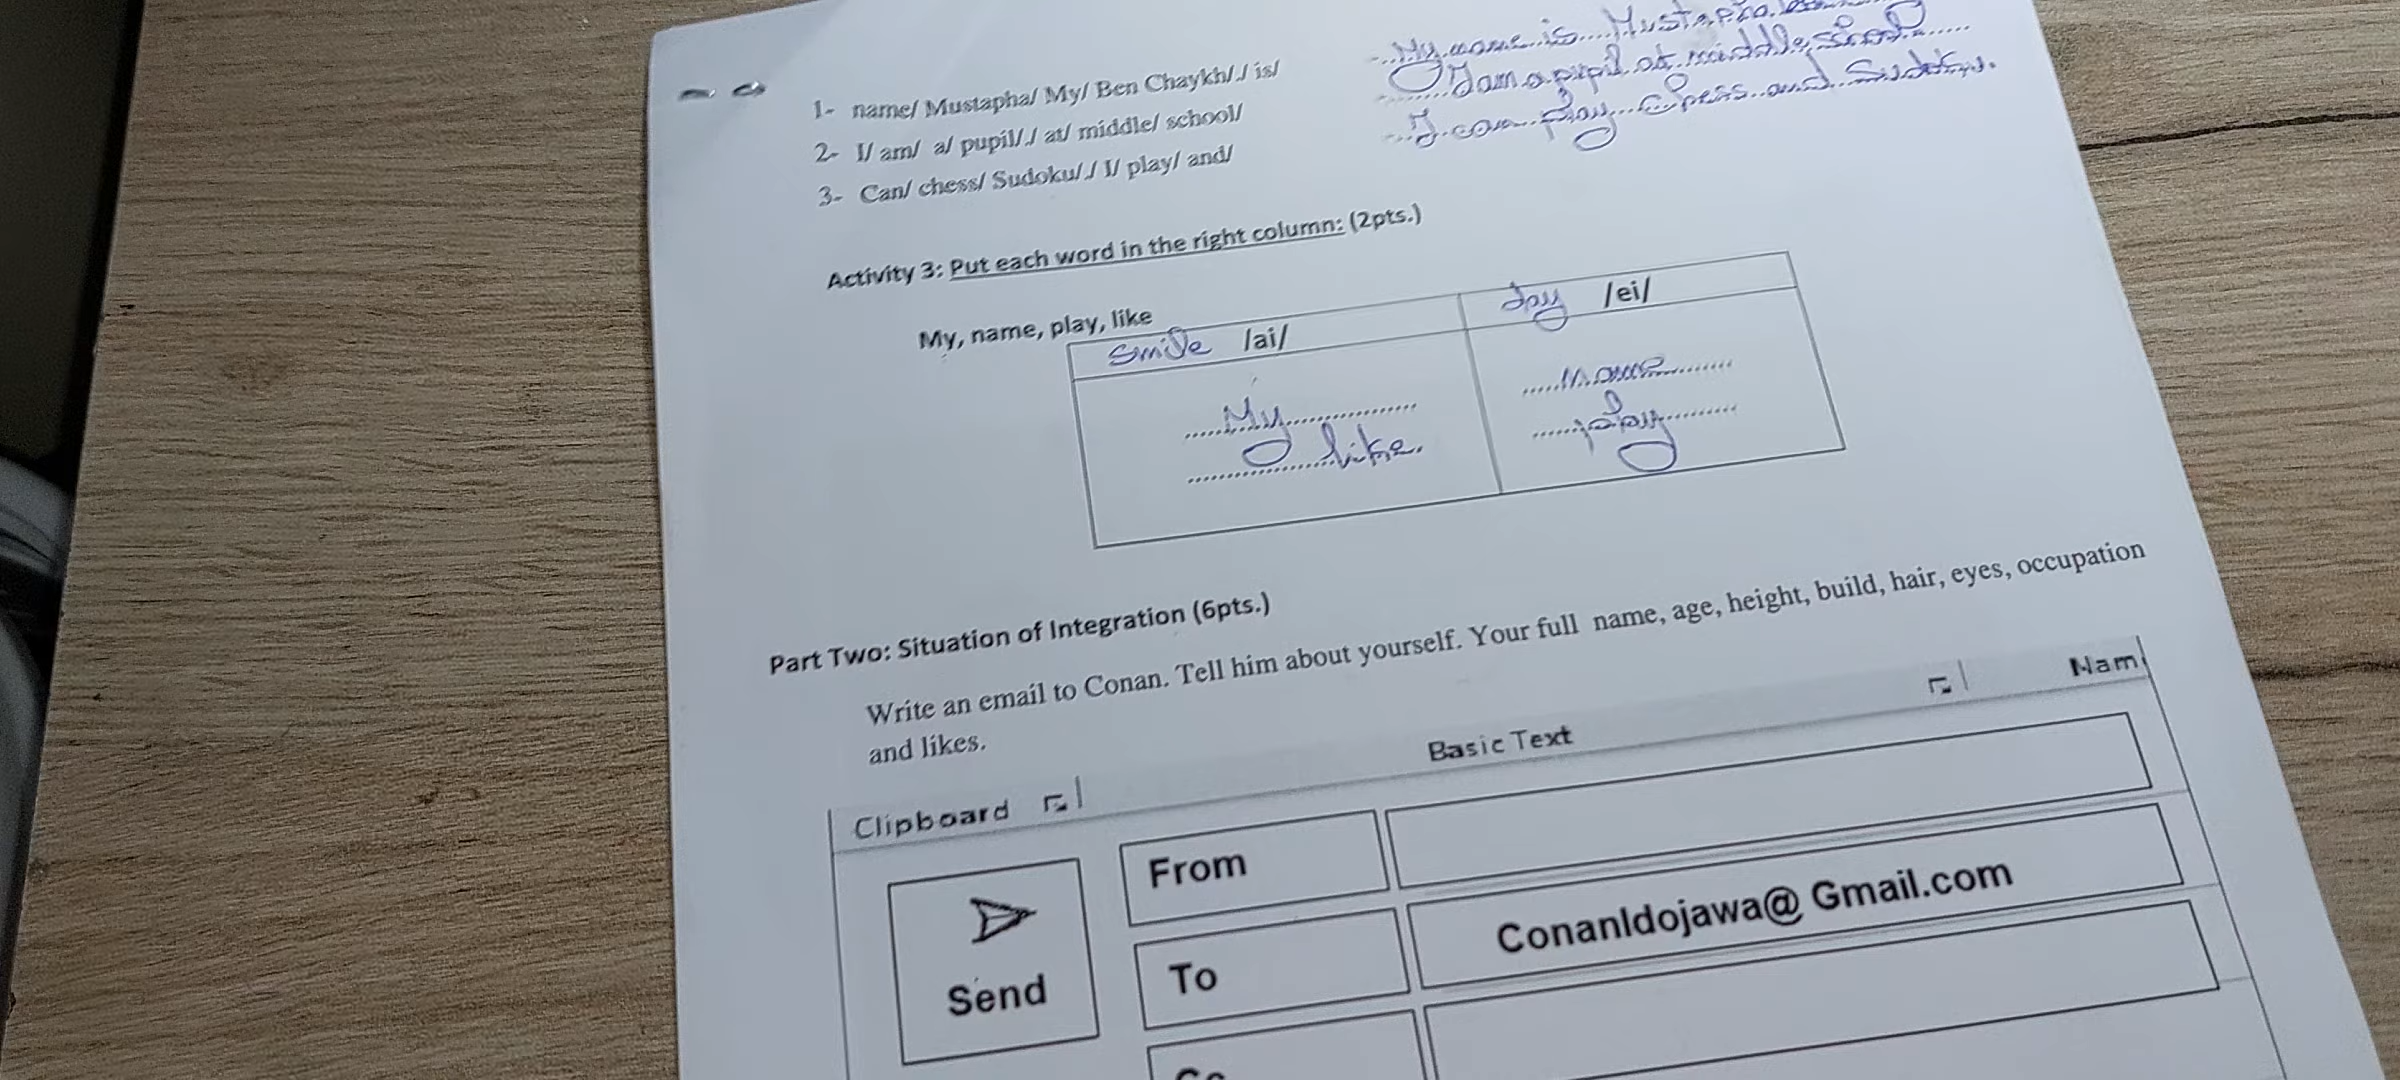 1- name/ Mustapha/ My/ Ben Chaykh/./ is/
My name is Mustapha
2- I/ am/ a/ pupil/./ at/ middle/ school/
I am a pupil at middle school
3- Can/ chess/ Sudoku/./ I/ play/ and/
I can play chess and Sudoku.
Activity 3: Put each word in the right column: (2pts.)
My, name, play, like
smile /ai/
day /ei/
My
name
like.
play
Part Two: Situation of Integration (6pts.)
Write an email to Conan. Tell him about yourself. Your full name, age, height, build, hair, eyes, occupation
and likes.
Clipboard
Basic Text
Nam
Send
From
To
ConanIdojawa@ Gmail.com